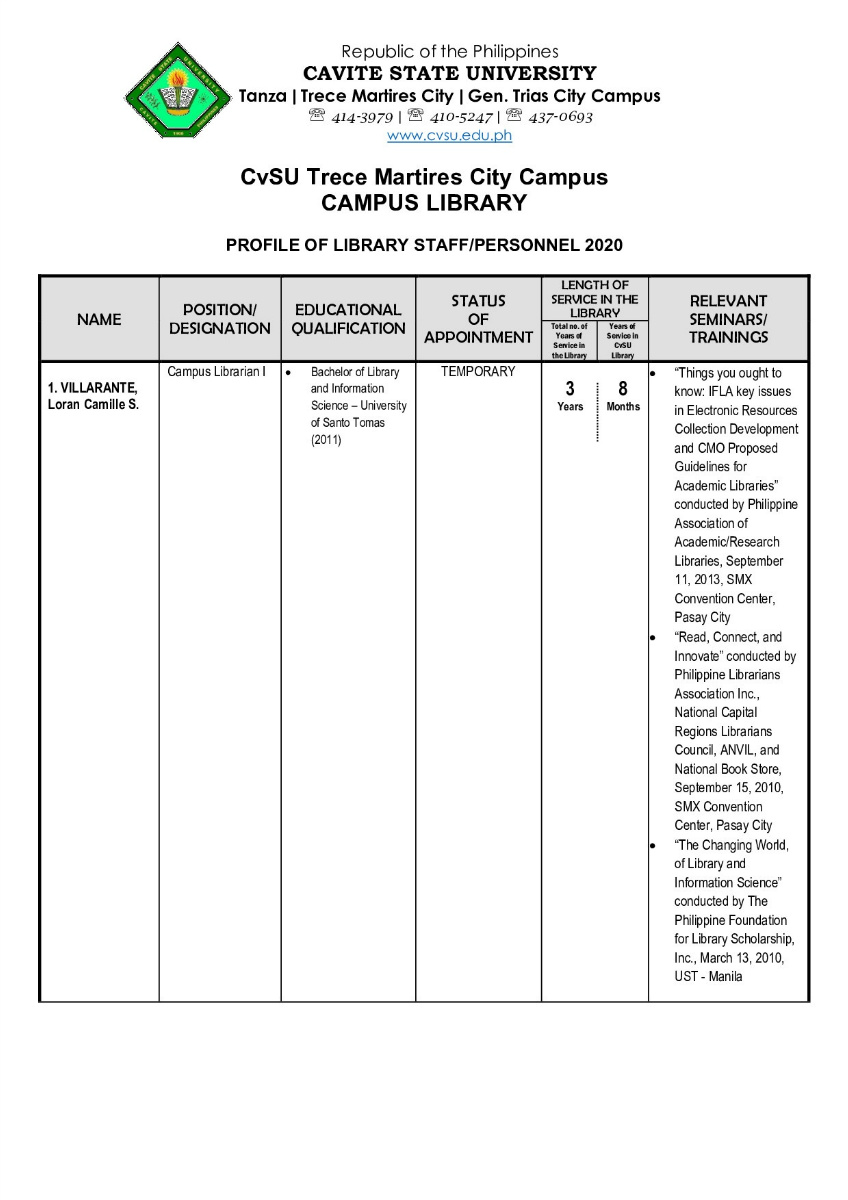 Republic of the Philippines
CAVITE STATE UNIVERSITY
Tanza | Trece Martires City | Gen. Trias City Campus
☏ 414-3979 | ☏ 410-5247 | ☏ 437-0693
www.cvsu.edu.ph
CAVITE STATE UNIVERSITY
CvSU Trece Martires City Campus
CAMPUS LIBRARY
PROFILE OF LIBRARY STAFF/PERSONNEL 2020
NAME
POSITION/
DESIGNATION
EDUCATIONAL
QUALIFICATION
STATUS
OF
APPOINTMENT
LENGTH OF
SERVICE IN THE
LIBRARY
Total no. of
Years of
Service in
the Library
Years of
Service in
CvSU
Library
RELEVANT
SEMINARS/
TRAININGS
1. VILLARANTE,
Loran Camille S.
Campus Librarian I
• Bachelor of Library
and Information
Science – University
of Santo Tomas
(2011)
TEMPORARY
3
Years
8
Months
• “Things you ought to
know: IFLA key issues
in Electronic Resources
Collection Development
and CMO Proposed
Guidelines for
Academic Libraries”
conducted by Philippine
Association of
Academic/Research
Libraries, September
11, 2013, SMX
Convention Center,
Pasay City
• “Read, Connect, and
Innovate” conducted by
Philippine Librarians
Association Inc.,
National Capital
Regions Librarians
Council, ANVIL, and
National Book Store,
September 15, 2010,
SMX Convention
Center, Pasay City
• “The Changing World,
of Library and
Information Science”
conducted by The
Philippine Foundation
for Library Scholarship,
Inc., March 13, 2010,
UST - Manila